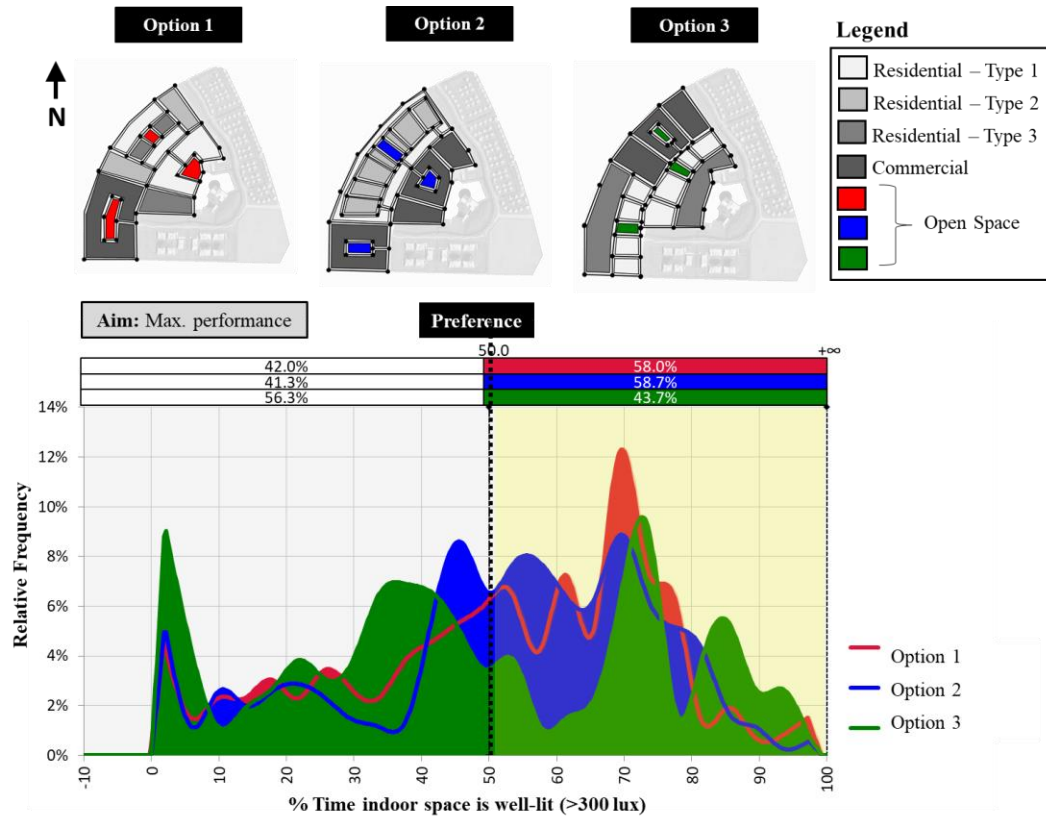 Option 1
Option 2
Option 3
N
Legend
Residential – Type 1
Residential – Type 2
Residential – Type 3
Commercial
Open Space
Aim: Max. performance
Preference
50.0
+∞
42.0% 58.0%
41.3% 58.7%
56.3% 43.7%
14%
12%
10%
8%
6%
4%
2%
0%
Relative Frequency
-10 0 10 20 30 40 50 60 70 80 90 100
% Time indoor space is well-lit (>300 lux)
Option 1
Option 2
Option 3